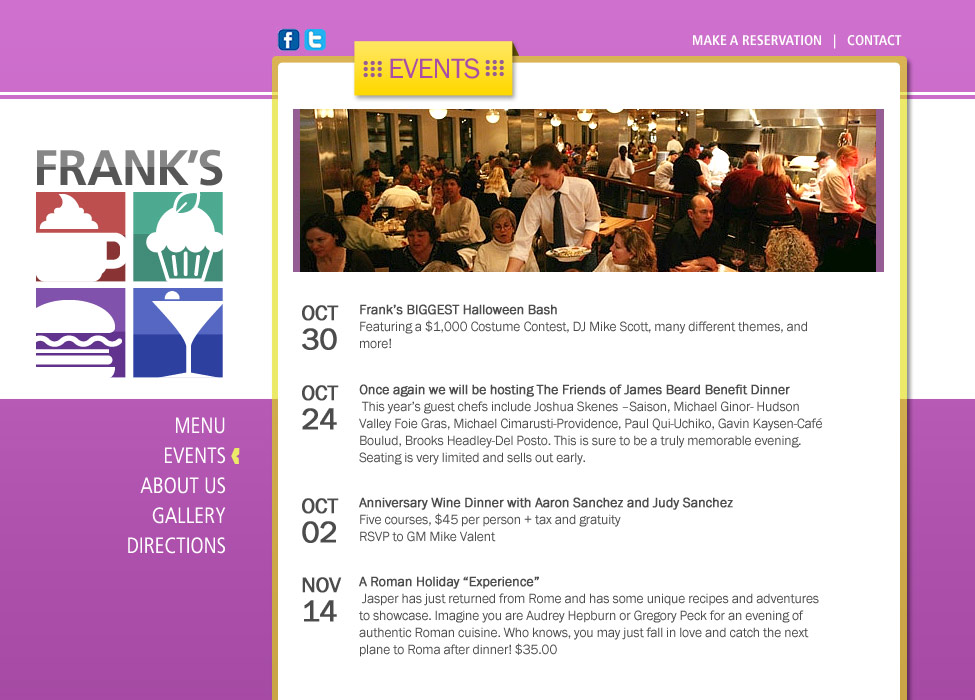 MAKE A RESERVATION | CONTACT
EVENTS
FRANK'S
MENU
EVENTS
ABOUT US
GALLERY
DIRECTIONS
OCT
30
Frank's BIGGEST Halloween Bash
Featuring a $1,000 Costume Contest, DJ Mike Scott, many different themes, and
more!
OCT
24
Once again we will be hosting The Friends of James Beard Benefit Dinner
This year's guest chefs include Joshua Skenes –Saison, Michael Ginor- Hudson
Valley Foie Gras, Michael Cimarusti-Providence, Paul Qui-Uchiko, Gavin Kaysen-Café
Boulud, Brooks Headley-Del Posto. This is sure to be a truly memorable evening.
Seating is very limited and sells out early.
OCT
02
Anniversary Wine Dinner with Aaron Sanchez and Judy Sanchez
Five courses, $45 per person + tax and gratuity
RSVP to GM Mike Valent
NOV
14
A Roman Holiday “Experience”
Jasper has just returned from Rome and has some unique recipes and adventures
to showcase. Imagine you are Audrey Hepburn or Gregory Peck for an evening of
authentic Roman cuisine. Who knows, you may just fall in love and catch the next
plane to Roma after dinner! $35.00